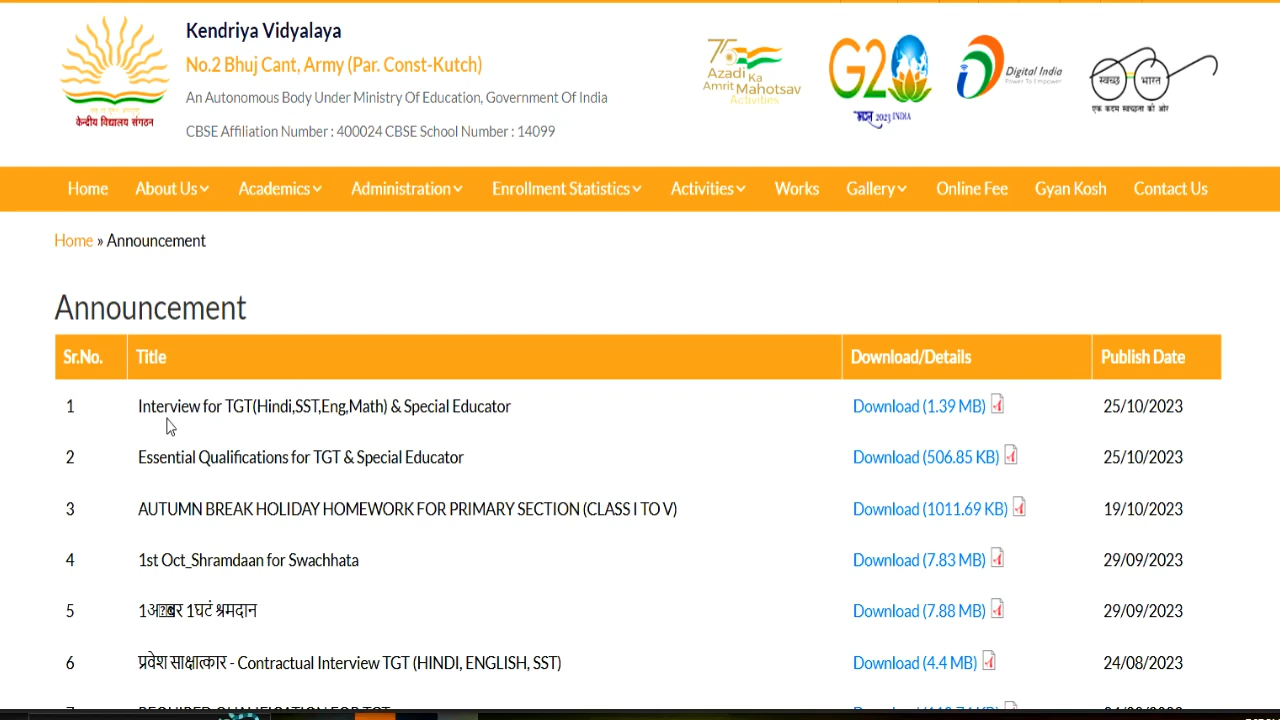 Kendriya Vidyalaya
No.2 Bhuj Cant, Army (Par. Const-Kutch)
An Autonomous Body Under Ministry Of Education, Government Of India
CBSE Affiliation Number : 400024 CBSE School Number : 14099
केन्द्रीय विद्यालय संगठन
75
Azadi Ka
Amrit Mahotsav
Activities
G20
2023 INDIA
Digital India
Power To Empower
स्वच्छ भारत
एक कदम स्वच्छता की ओर
Home About Us Academics Administration Enrollment Statistics Activities Works Gallery Online Fee Gyan Kosh Contact Us
Home » Announcement
Announcement
Sr.No. Title Download/Details Publish Date
1 Interview for TGT(Hindi,SST,Eng,Math) & Special Educator Download (1.39 MB) 25/10/2023
2 Essential Qualifications for TGT & Special Educator Download (506.85 KB) 25/10/2023
3 AUTUMN BREAK HOLIDAY HOMEWORK FOR PRIMARY SECTION (CLASS I TO V) Download (1011.69 KB) 19/10/2023
4 1st Oct_Shramdaan for Swachhata Download (7.83 MB) 29/09/2023
5 1घटं श्रमदान Download (7.88 MB) 29/09/2023
6 प्रवेश साक्षात्कार - Contractual Interview TGT (HINDI, ENGLISH, SST) Download (4.4 MB) 24/08/2023